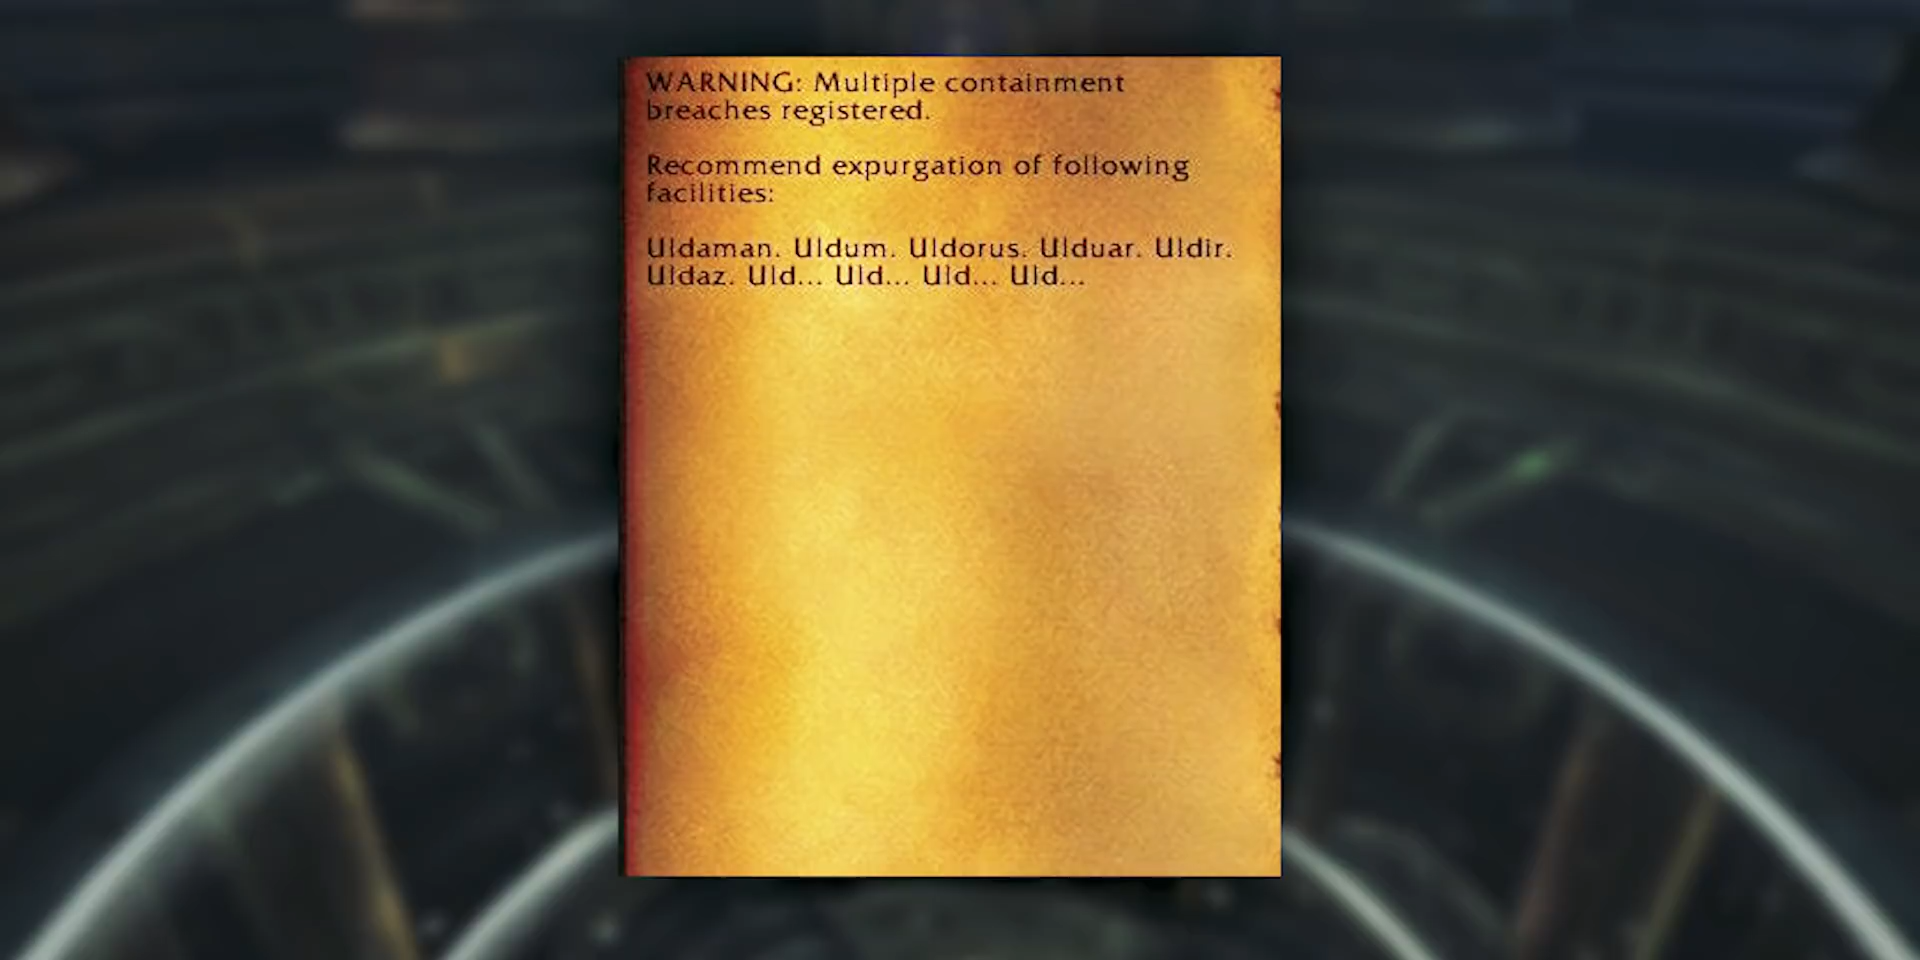 WARNING: Multiple containment
breaches registered.
Recommend expurgation of following
facilities:
Uldaman. Uldum. Uldorus. Ulduar. Uldir.
Uldaz. Uld... Uld... Uld... Uld...